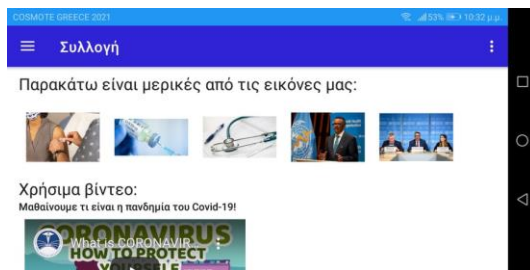 COSMOTE GREECE 2021 53% 10:32 μ.μ.
Συλλογή
Παρακάτω είναι μερικές από τις εικόνες μας:
Χρήσιμα βίντεο:
Μαθαίνουμε τι είναι η πανδημία του Covid-19!
CORONAVIRUS
What is CORONAVIR...
HOW TO PROTECT
YOURSELF